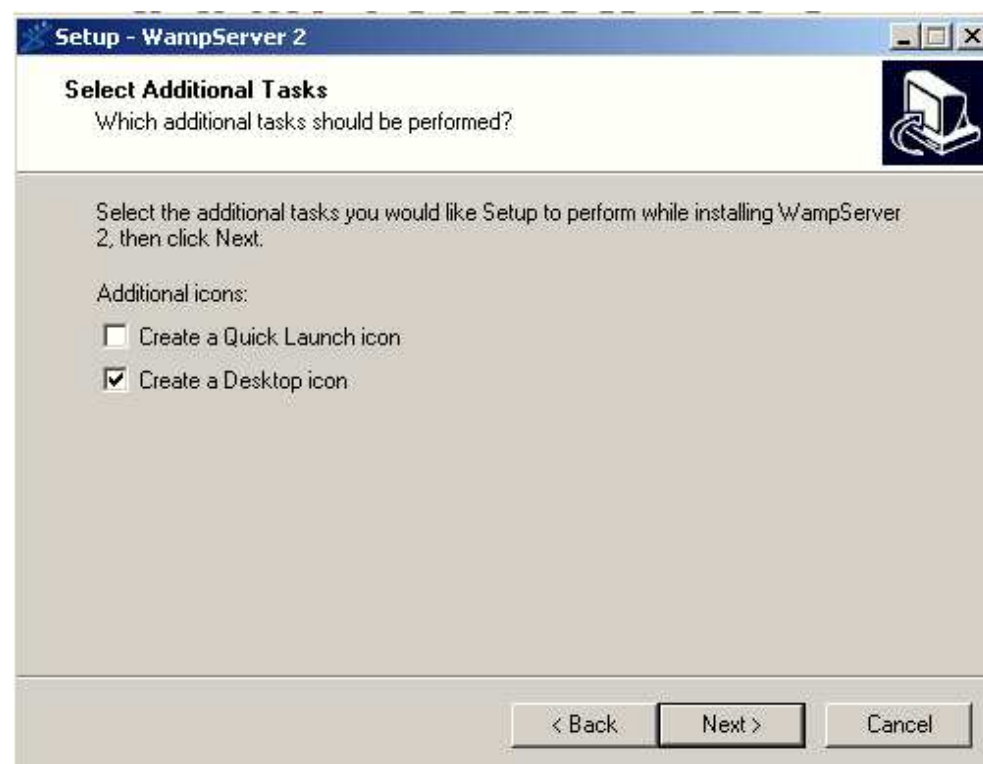 Setup - WampServer 2
Select Additional Tasks
Which additional tasks should be performed?
Select the additional tasks you would like Setup to perform while installing WampServer
2, then click Next.
Additional icons:
Create a Quick Launch icon
Create a Desktop icon
< Back
Next >
Cancel